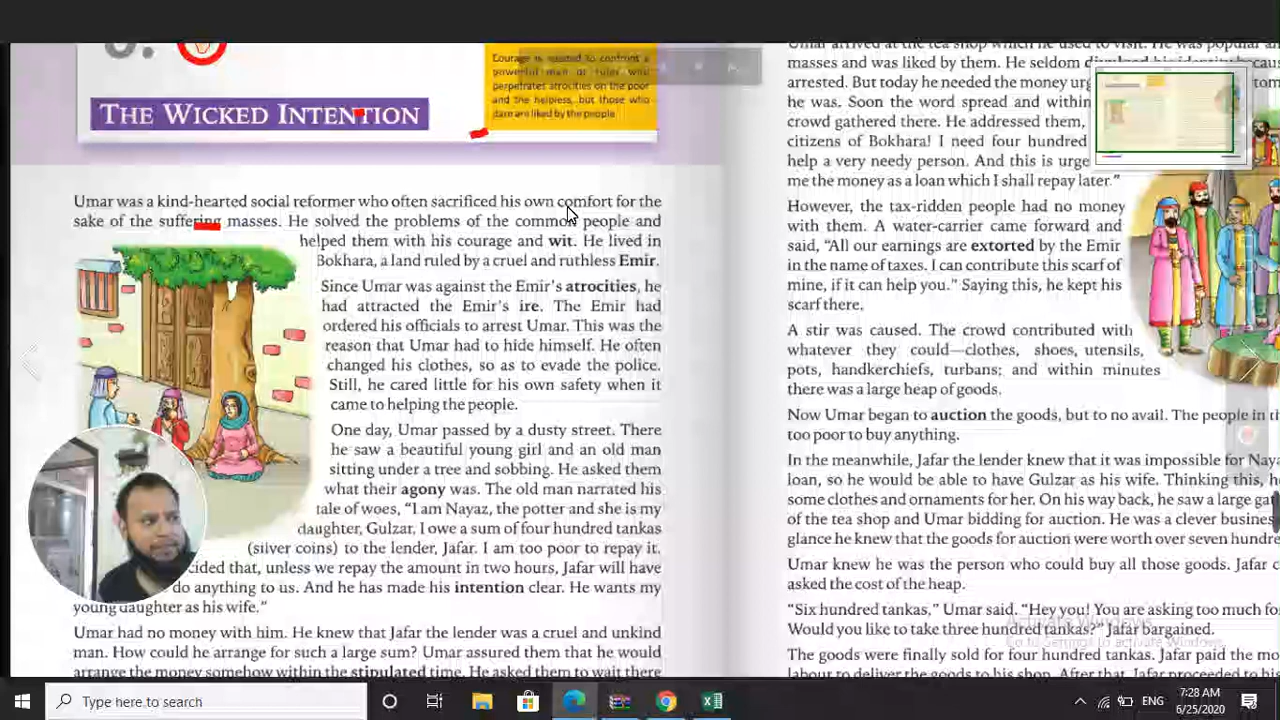 Courage is needed to confront a
powerful man or ruler who
perpetrates atrocities on the poor
and the helpless, but those who
dare are liked by the people
THE WICKED INTENTION
Umar was a kind-hearted social reformer who often sacrificed his own comfort for the
sake of the suffering masses. He solved the problems of the common people and
helped them with his courage and wit. He lived in
Bokhara, a land ruled by a cruel and ruthless Emir.
Since Umar was against the Emir's atrocities, he
had attracted the Emir's ire. The Emir had
ordered his officials to arrest Umar. This was the
reason that Umar had to hide himself. He often
changed his clothes, so as to evade the police.
Still, he cared little for his own safety when it
came to helping the people.
One day, Umar passed by a dusty street. There
he saw a beautiful young girl and an old man
sitting under a tree and sobbing. He asked them
what their agony was. The old man narrated his
tale of woes, "I am Nayaz, the potter and she is my
daughter, Gulzar. I owe a sum of four hundred tankas
(silver coins) to the lender, Jafar. I am too poor to repay it.
cided that, unless we repay the amount in two hours, Jafar will have
do anything to us. And he has made his intention clear. He wants my
young daughter as his wife."
Umar had no money with him. He knew that Jafar the lender was a cruel and unkind
man. How could he arrange for such a large sum? Umar assured them that he would
arrange the money somehow within the stipulated time. He asked them to wait there
Umar arrived at the tea shop which he used to visit. He was popular
masses and was liked by them. He seldom divulged his identity
arrested. But today he needed the money
he was. Soon the word spread and within
crowd gathered there. He addressed them,
citizens of Bokhara! I need four hundred
help a very needy person. And this is urge
me the money as a loan which I shall repay later."
However, the tax-ridden people had no money
with them. A water-carrier came forward and
said, "All our earnings are extorted by the Emir
in the name of taxes. I can contribute this scarf of
mine, if it can help you." Saying this, he kept his
scarf there.
A stir was caused. The crowd contributed with
whatever they could—clothes, shoes, utensils,
pots, handkerchiefs, turbans; and within minutes
there was a large heap of goods.
Now Umar began to auction the goods, but to no avail. The people in
too poor to buy anything.
In the meanwhile, Jafar the lender knew that it was impossible for
loan, so he would be able to have Gulzar as his wife. Thinking this,
some clothes and ornaments for her. On his way back, he saw a large
of the tea shop and Umar bidding for auction. He was a clever
glance he knew that the goods for auction were worth over seven
Umar knew he was the person who could buy all those goods. Jafar
asked the cost of the heap.
"Six hundred tankas," Umar said. "Hey you! You are asking too much
Would you like to take three hundred tankas?" Jafar bargained.
Activate Windows
Go to Settings to activate Windows.
The goods were finally sold for four hundred tankas. Jafar paid the
labour to deliver the goods to his shop. After that, Jafar proceeded to
Type here to search
ENG
7:28 AM
6/25/2020